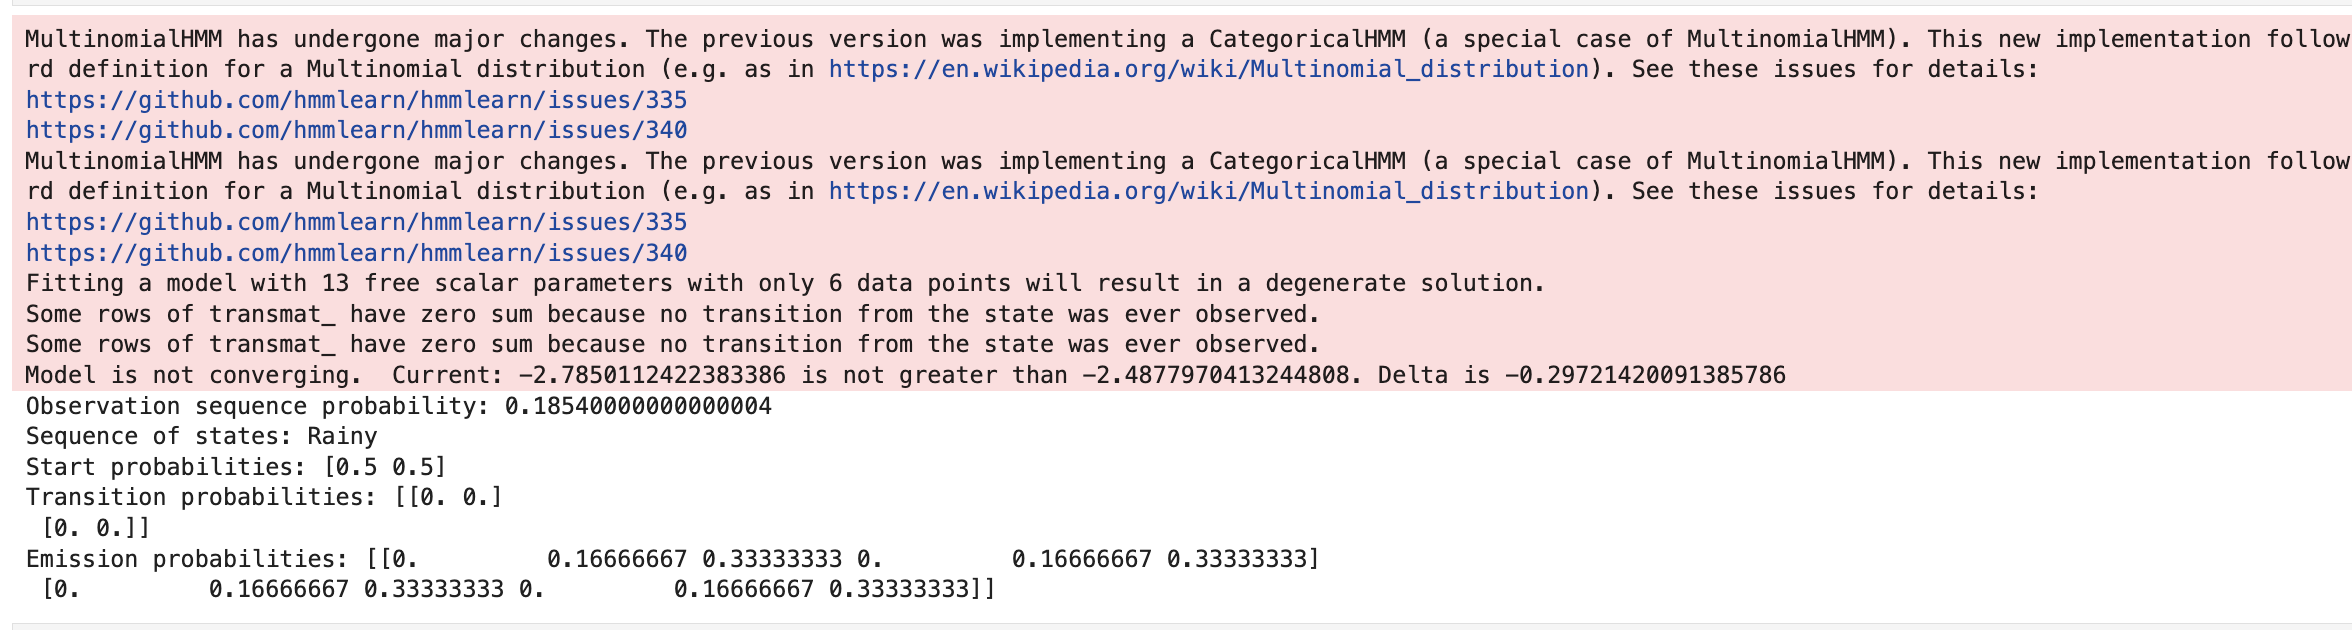 MultinomialHMM has undergone major changes. The previous version was implementing a CategoricalHMM (a special case of MultinomialHMM). This new implementation follow
rd definition for a Multinomial distribution (e.g. as in https://en.wikipedia.org/wiki/Multinomial_distribution). See these issues for details:
https://github.com/hmmlearn/hmmlearn/issues/335
https://github.com/hmmlearn/hmmlearn/issues/340
MultinomialHMM has undergone major changes. The previous version was implementing a CategoricalHMM (a special case of MultinomialHMM). This new implementation follow
rd definition for a Multinomial distribution (e.g. as in https://en.wikipedia.org/wiki/Multinomial_distribution). See these issues for details:
https://github.com/hmmlearn/hmmlearn/issues/335
https://github.com/hmmlearn/hmmlearn/issues/340
Fitting a model with 13 free scalar parameters with only 6 data points will result in a degenerate solution.
Some rows of transmat_ have zero sum because no transition from the state was ever observed.
Some rows of transmat_ have zero sum because no transition from the state was ever observed.
Model is not converging.  Current: -2.7850112422383386 is not greater than -2.4877970413244808. Delta is -0.29721420091385786
Observation sequence probability: 0.18540000000000004
Sequence of states: Rainy
Start probabilities: [0.5 0.5]
Transition probabilities: [[0. 0.]
 [0. 0.]]
Emission probabilities: [[0.         0.16666667 0.33333333 0.         0.16666667 0.33333333]
 [0.         0.16666667 0.33333333 0.         0.16666667 0.33333333]]